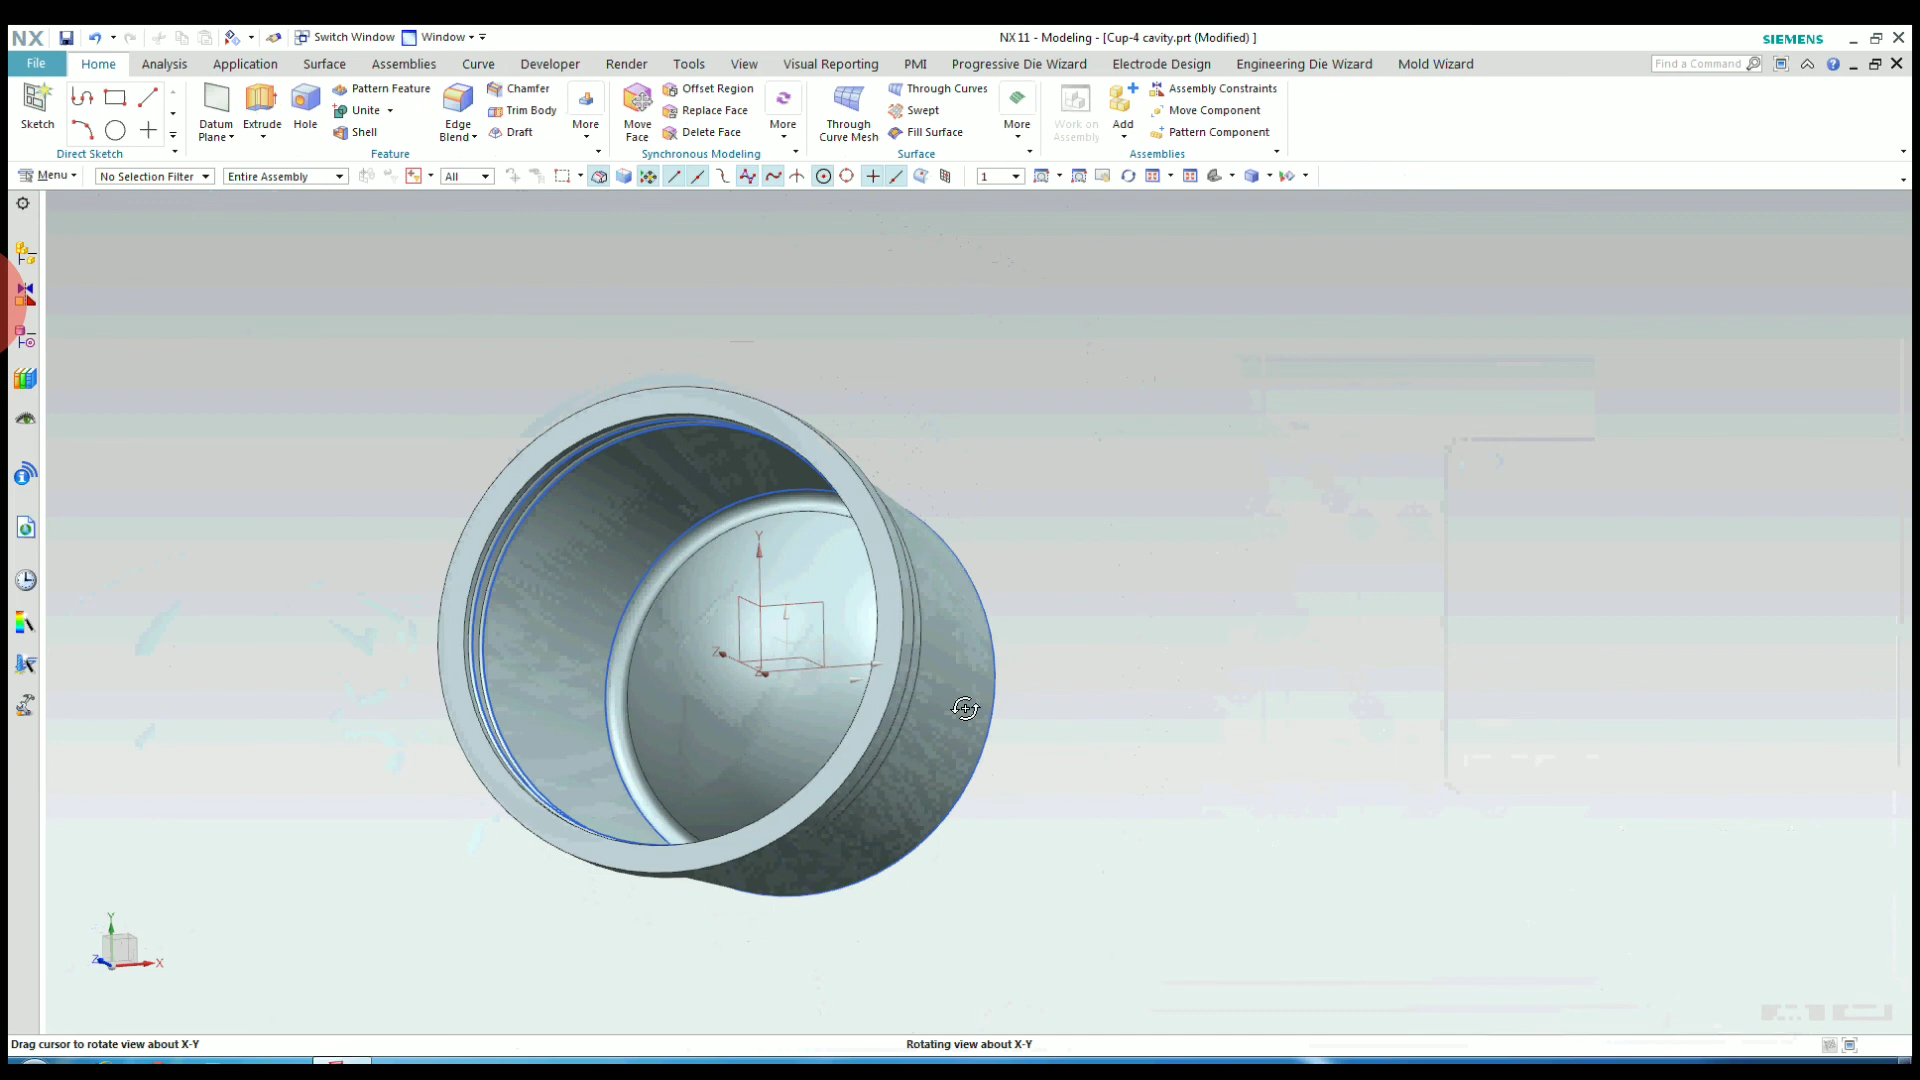 NX Switch Window Window NX 11 - Modeling - [Cup-4 cavity.prt (Modified) ] SIEMENS
File Home Analysis Application Surface Assemblies Curve Developer Render Tools View Visual Reporting PMI Progressive Die Wizard Electrode Design Engineering Die Wizard Mold Wizard Find a Command
Sketch Datum Plane Extrude Hole Pattern Feature Unite Shell Edge Blend Chamfer Trim Body Draft More Move Face Offset Region Replace Face Delete Face More Through Curve Mesh Through Curves Swept Fill Surface More Work on Assembly Add Assembly Constraints Move Component Pattern Component
Direct Sketch Feature Synchronous Modeling Surface Assemblies
Menu No Selection Filter Entire Assembly All 1
Y
Z
Z
Y
Z X
Drag cursor to rotate view about X-Y Rotating view about X-Y